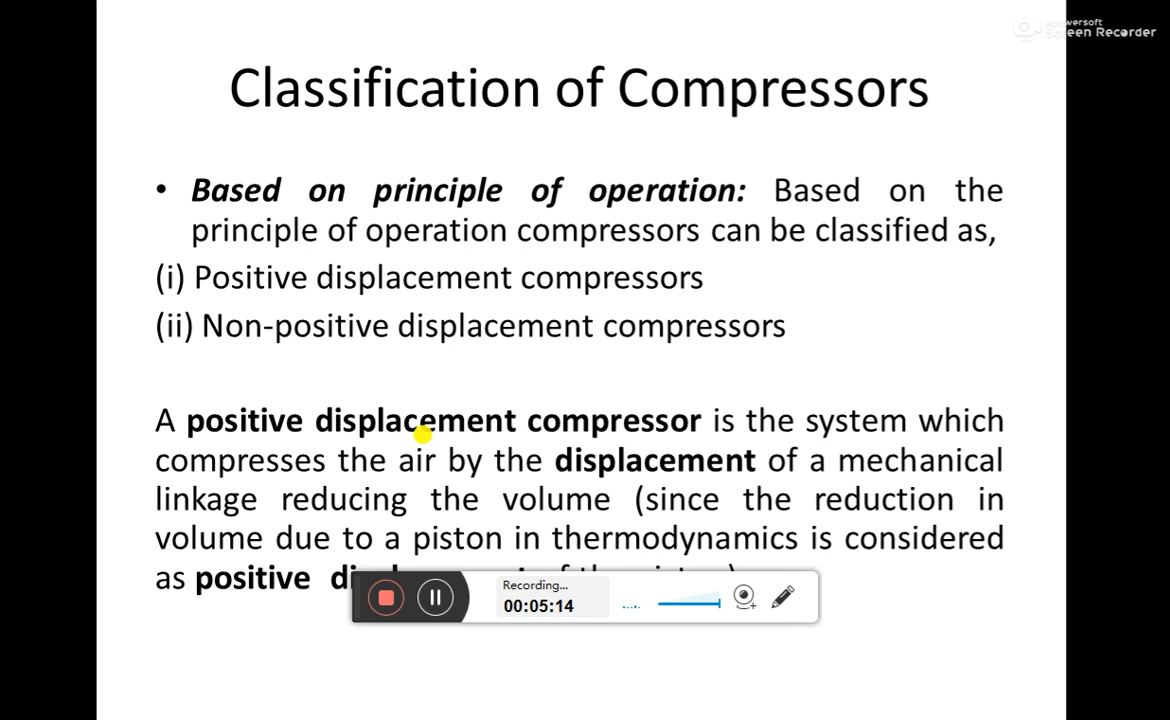 Screen Recorder
Classification of Compressors
• Based on principle of operation: Based on the
principle of operation compressors can be classified as,
(i) Positive displacement compressors
(ii) Non-positive displacement compressors
A positive displacement compressor is the system which
compresses the air by the displacement of a mechanical
linkage reducing the volume (since the reduction in
volume due to a piston in thermodynamics is considered
as positive
Recording...
00:05:14